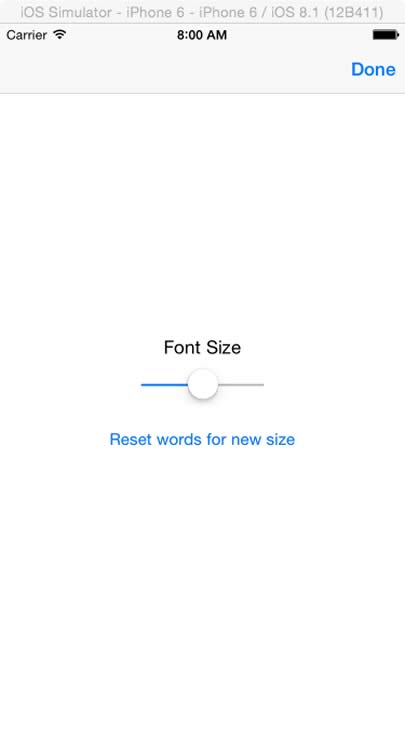 iOS Simulator - iPhone 6 - iPhone 6 / iOS 8.1 (12B411)
Carrier 8:00 AM
Done
Font Size
Reset words for new size